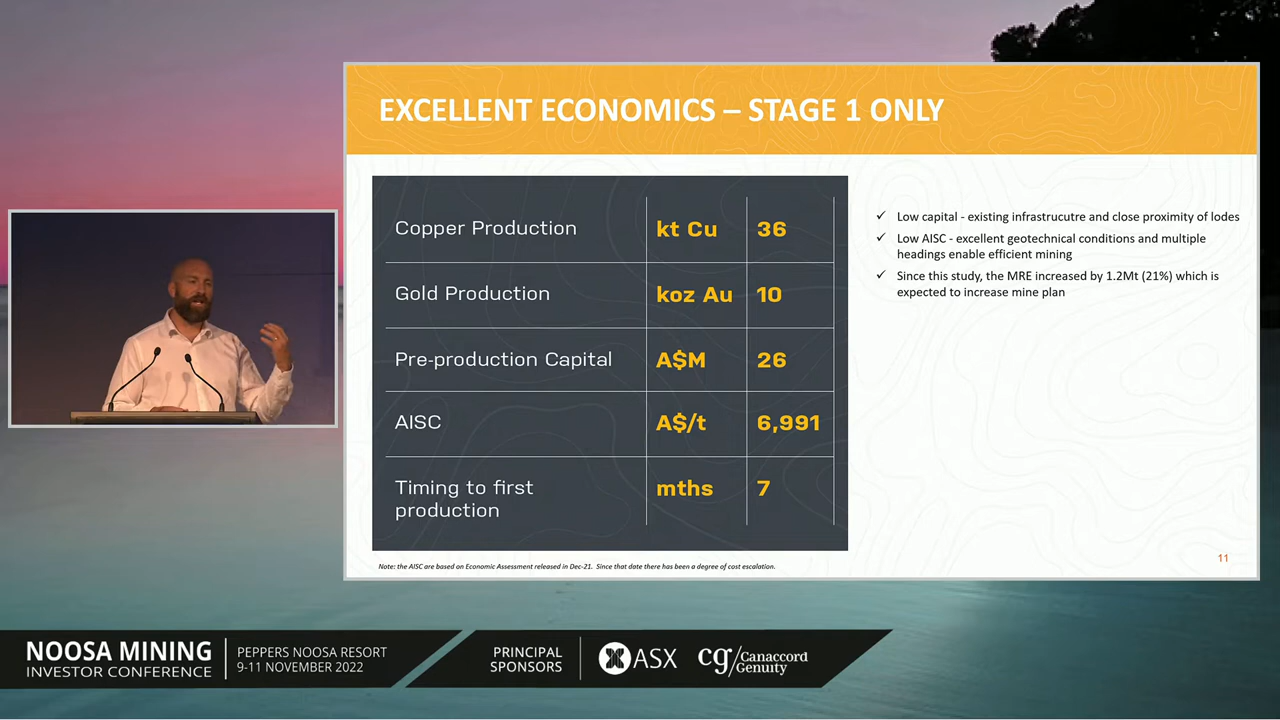 EXCELLENT ECONOMICS – STAGE 1 ONLY
Copper Production kt Cu 36
Gold Production koz Au 10
Pre-production Capital A$M 26
AISC A$/t 6,991
Timing to first
production mths 7
✓ Low capital - existing infrastrucutre and close proximity of lodes
✓ Low AISC - excellent geotechnical conditions and multiple
headings enable efficient mining
✓ Since this study, the MRE increased by 1.2Mt (21%) which is
expected to increase mine plan
Note: the AISC are based on Economic Assessment released in Dec-21. Since that date there has been a degree of cost escalation.
11
NOOSA MINING
INVESTOR CONFERENCE
PEPPERS NOOSA RESORT
9-11 NOVEMBER 2022
PRINCIPAL
SPONSORS
ASX
cg/Canaccord
Genuity